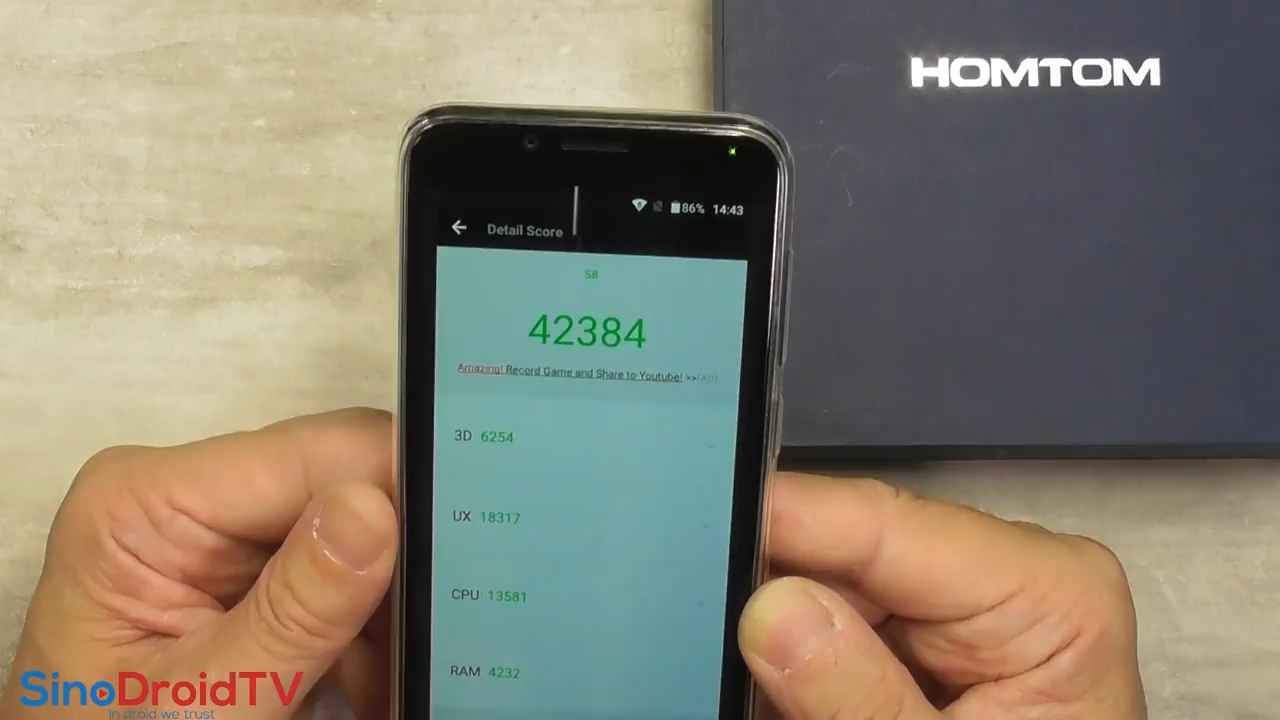 HOMTOM
86% 14:43
Detail Score
S8
42384
Amazing! Record Game and Share to Youtube! >>(AD)
3D 6254
UX 18317
CPU 13581
RAM 4232
SinoDroidTV
in droid we trust